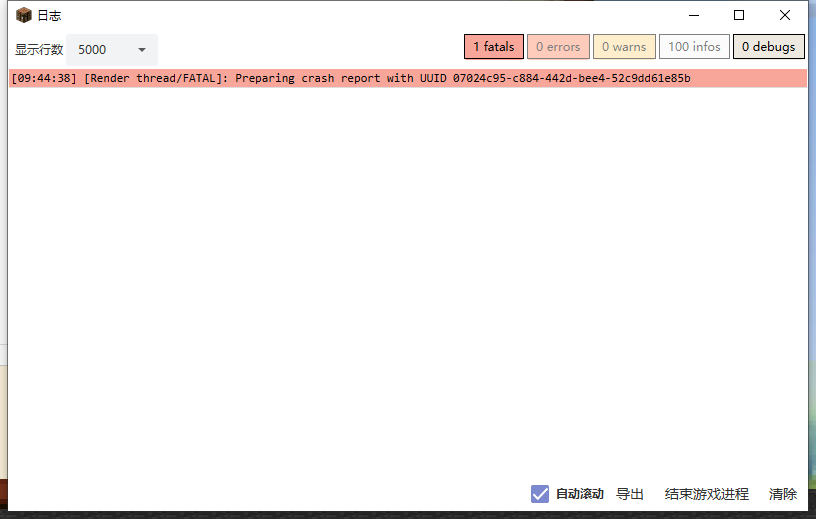 日志
显示行数 5000 1 fatals 0 errors 0 warns 100 infos 0 debugs
[09:44:38] [Render thread/FATAL]: Preparing crash report with UUID 07024c95-c884-442d-bee4-52c9dd61e85b
自动滚动 导出 结束游戏进程 清除